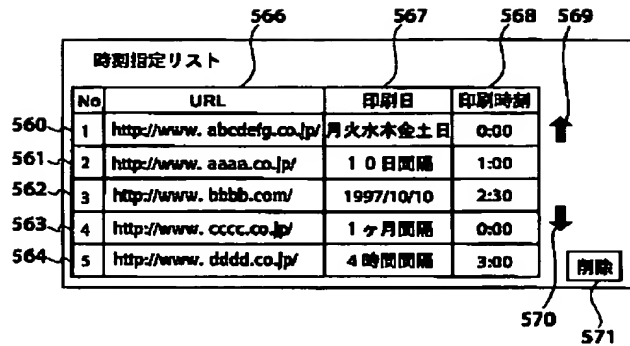 566 567 568 569
時刻指定リスト
No URL 印刷日 印刷時刻
560 1 http://www. abcdefg.co.jp/ 月火水木金土日 0:00
561 2 http://www. aaaa.co.jp/ 10日間隔 1:00
562 3 http://www. bbbb.com/ 1997/10/10 2:30
563 4 http://www. cccc.co.jp/ 1ヶ月間隔 0:00
564 5 http://www. dddd.co.jp/ 4時間間隔 3:00
削除
570 571